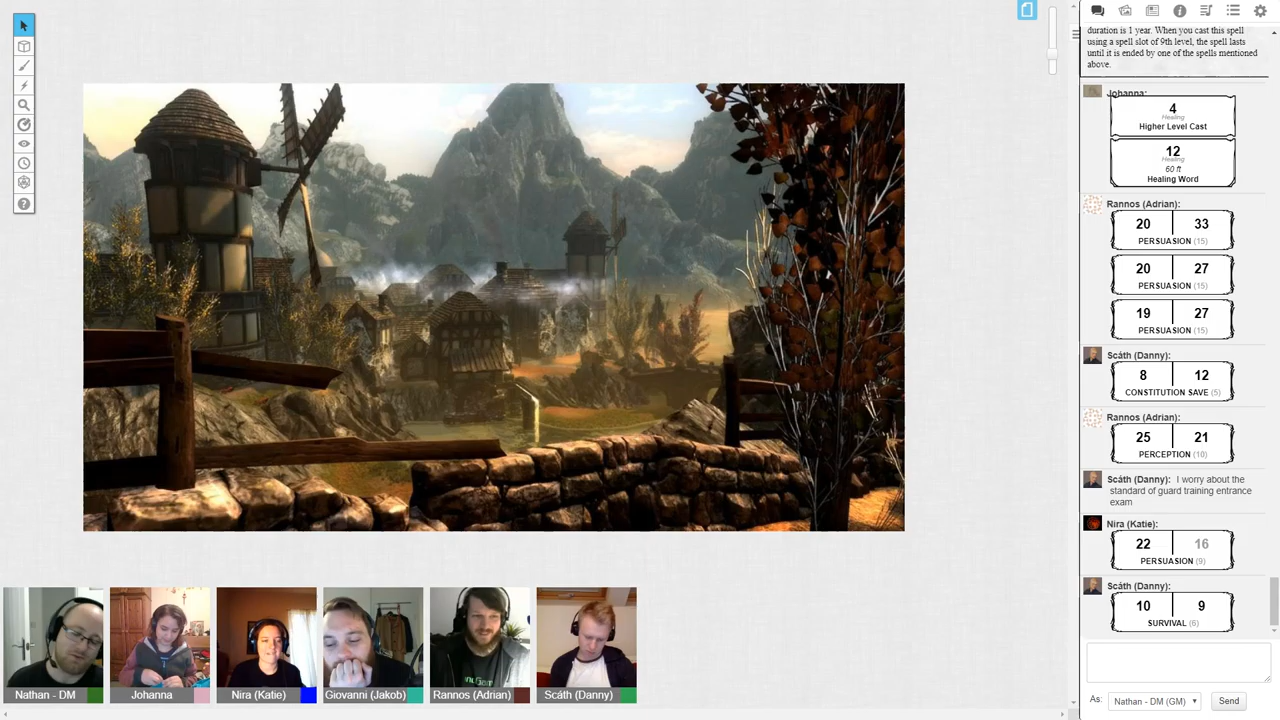 duration is 1 year. When you cast this spell
using a spell slot of 9th level, the spell lasts
until it is ended by one of the spells mentioned
above.
Johanna:
4
Healing
Higher Level Cast
12
Healing
60 ft
Healing Word
Rannos (Adrian):
20 33
PERSUASION (15)
20 27
PERSUASION (15)
19 27
PERSUASION (15)
Scáth (Danny):
8 12
CONSTITUTION SAVE (5)
Rannos (Adrian):
25 21
PERCEPTION (10)
Scáth (Danny): I worry about the
standard of guard training entrance
exam
Nira (Katie):
22 16
PERSUASION (9)
Scáth (Danny):
10 9
SURVIVAL (6)
As: Nathan - DM (GM) Send
Nathan - DM
Johanna
Nira (Katie)
Giovanni (Jakob)
Rannos (Adrian)
Scáth (Danny)